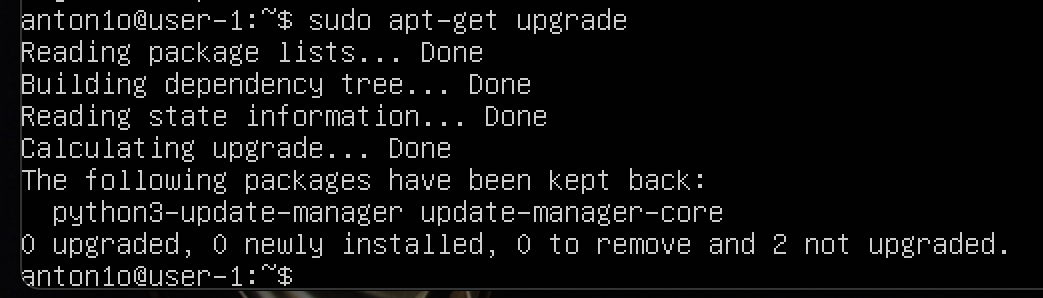 anton1o@user-1:~$ sudo apt-get upgrade
Reading package lists... Done
Building dependency tree... Done
Reading state information... Done
Calculating upgrade... Done
The following packages have been kept back:
  python3-update-manager update-manager-core
0 upgraded, 0 newly installed, 0 to remove and 2 not upgraded.
anton1o@user-1:~$